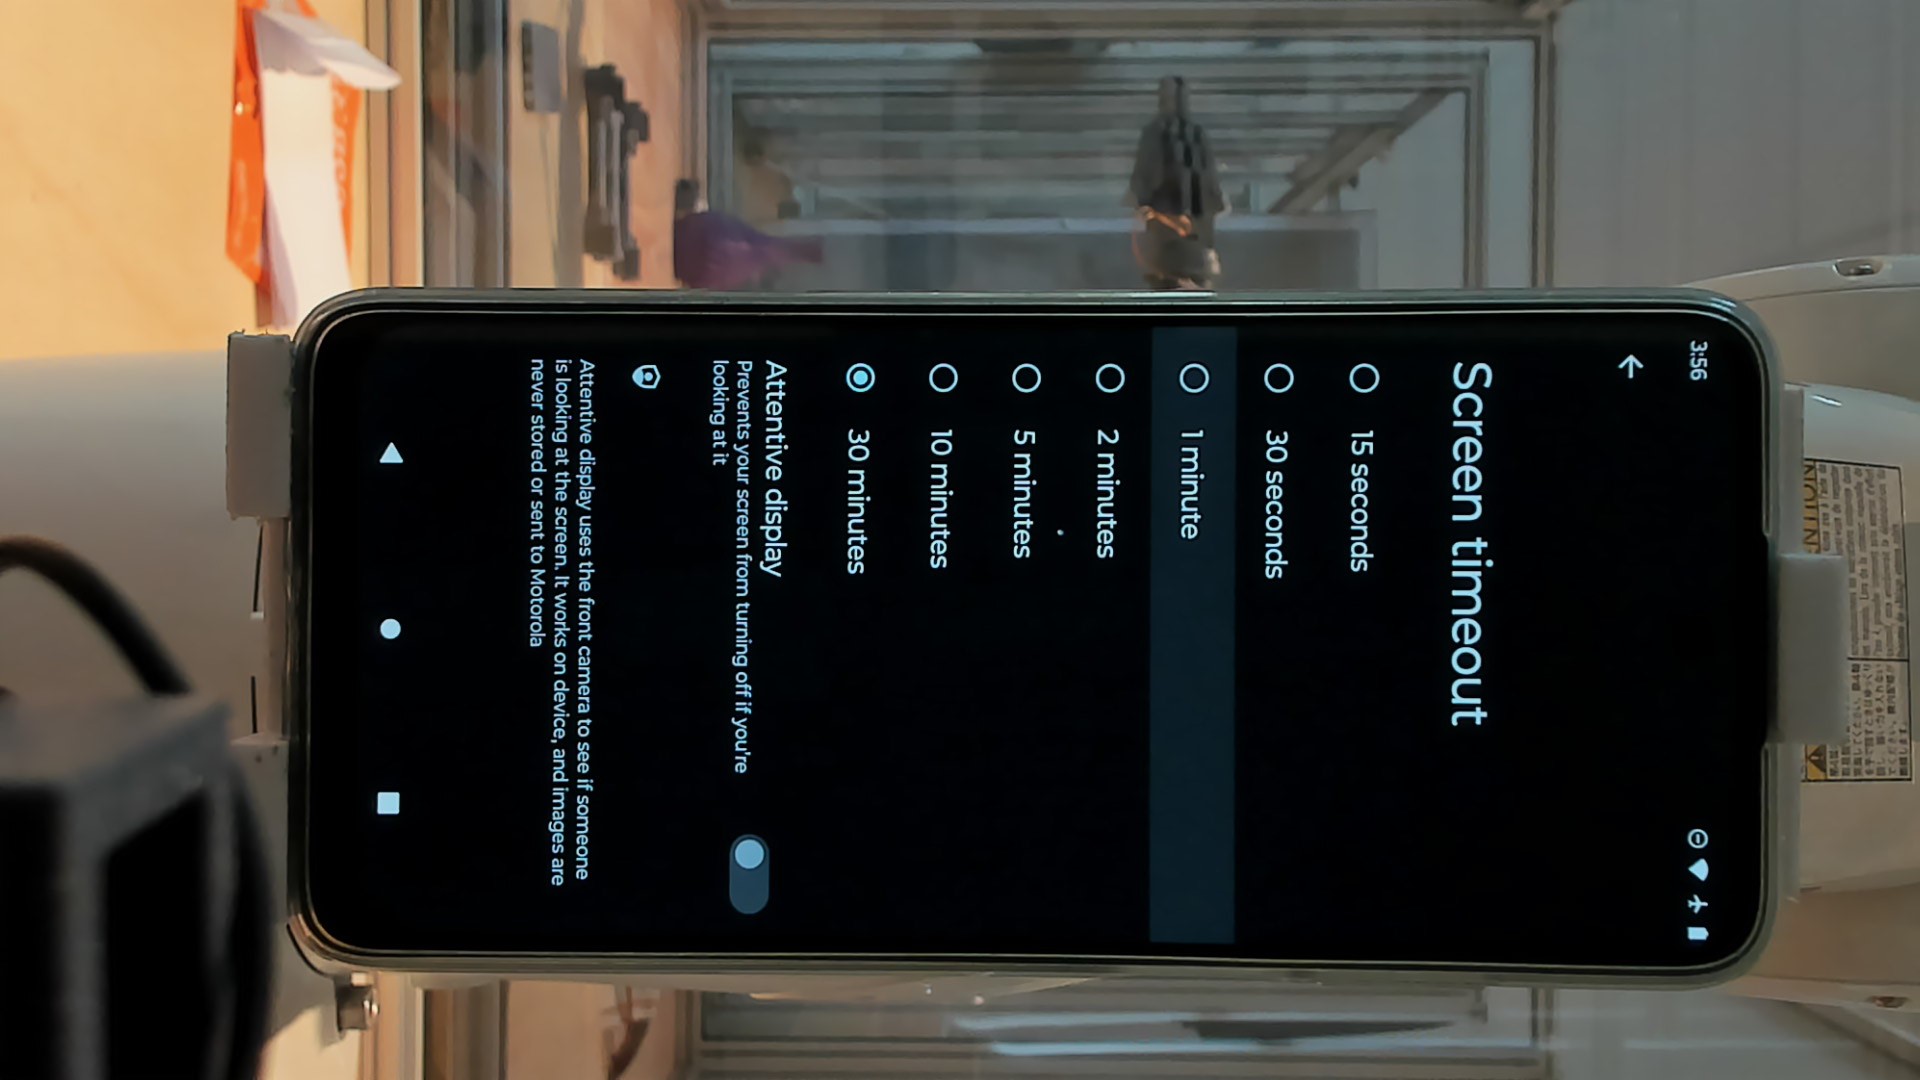 3:56
Screen timeout
15 seconds
30 seconds
1 minute
2 minutes
5 minutes
10 minutes
30 minutes
Attentive display
Prevents your screen from turning off if you're
looking at it
Attentive display uses the front camera to see if someone
is looking at the screen. It works on device, and images are
never stored or sent to Motorola